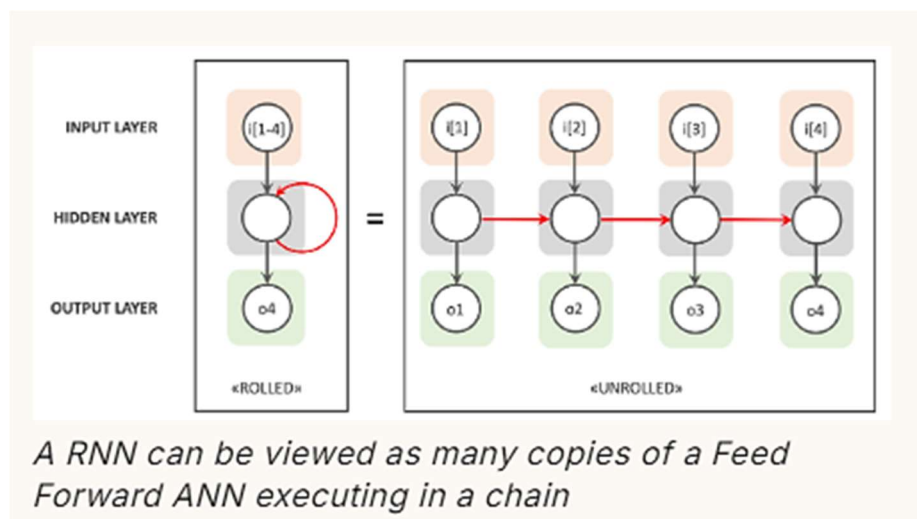 INPUT LAYER
i[1-4]
i[1]
i[2]
i[3]
i[4]
HIDDEN LAYER
=
OUTPUT LAYER
o4
o1
o2
o3
o4
«ROLLED»
«UNROLLED»
A RNN can be viewed as many copies of a Feed
Forward ANN executing in a chain